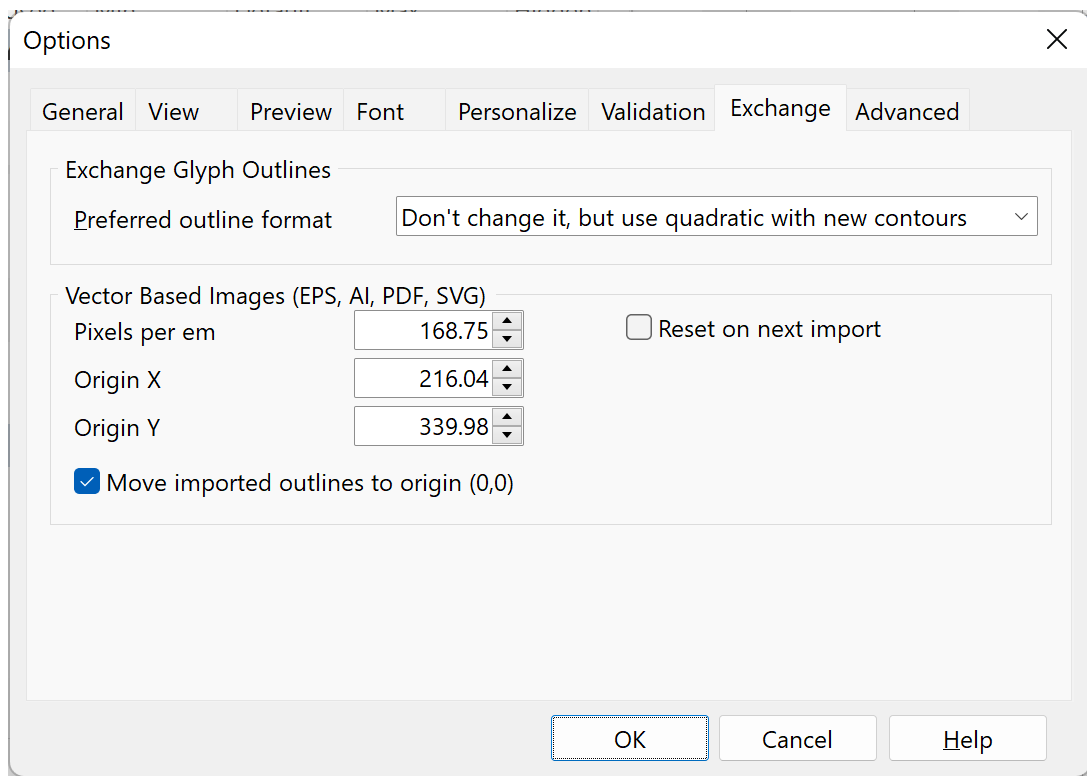 Options
General View Preview Font Personalize Validation Exchange Advanced
Exchange Glyph Outlines
Preferred outline format Don't change it, but use quadratic with new contours
Vector Based Images (EPS, AI, PDF, SVG)
Pixels per em 168.75 Reset on next import
Origin X 216.04
Origin Y 339.98
Move imported outlines to origin (0,0)
OK Cancel Help